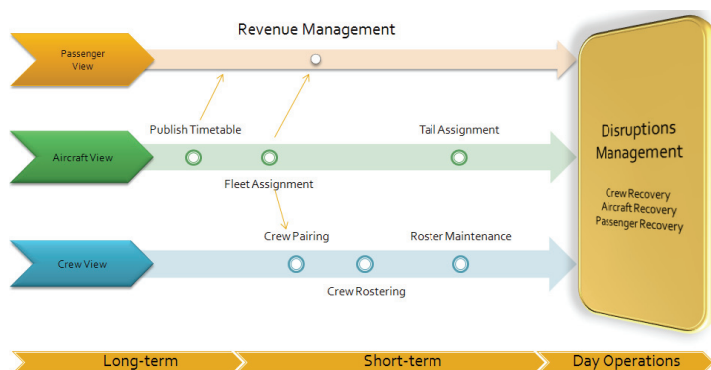 Revenue Management
Passenger
View
Publish Timetable
Tail Assignment
Aircraft View
Fleet Assignment
Crew Pairing
Roster Maintenance
Crew View
Crew Rostering
Disruptions
Management
Crew Recovery
Aircraft Recovery
Passenger Recovery
Long-term
Short-term
Day Operations